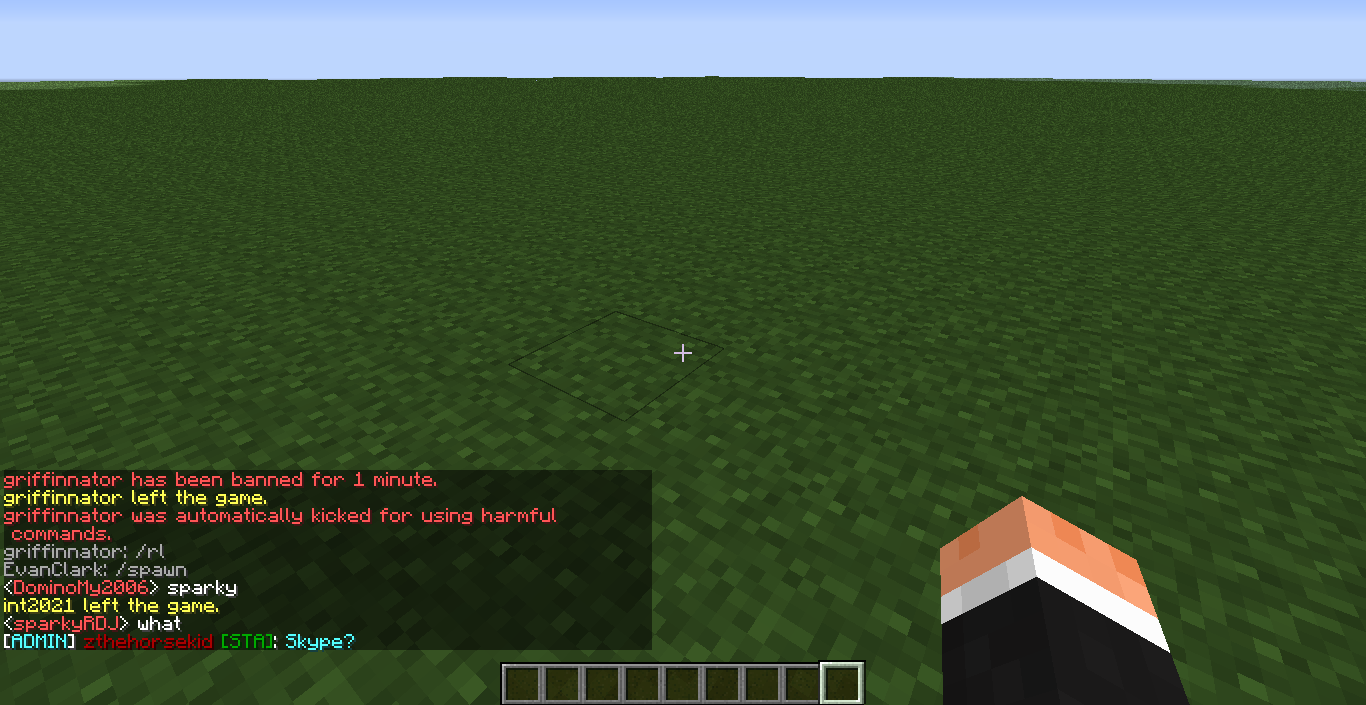 griffinnator has been banned for 1 minute.
griffinnator left the game.
griffinnator was automatically kicked for using harmful
commands.
griffinnator: /rl
EvanClark: /spawn
<DominoMy2006> sparky
int2021 left the game.
<sparkyRDJ> what
[ADMIN] zthehorsekid [STA]: Skype?